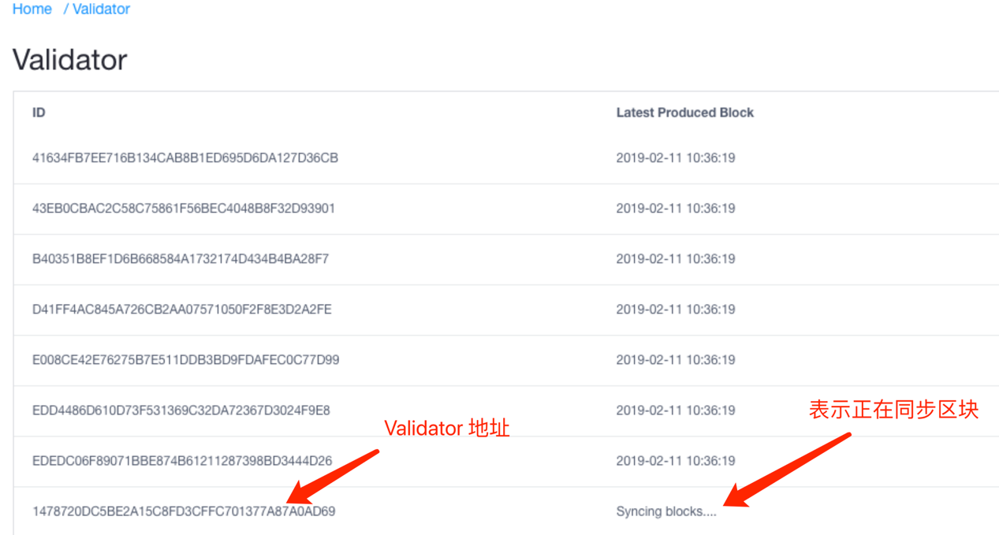 Home / Validator
Validator
ID Latest Produced Block
41634FB7EE716B134CAB8B1ED695D6DA127D36CB 2019-02-11 10:36:19
43EB0CBAC2C58C75861F56BEC4048B8F32D93901 2019-02-11 10:36:19
B40351B8EF1D6B668584A1732174D434B4BA28F7 2019-02-11 10:36:19
D41FF4AC845A726CB2AA07571050F2F8E3D2A2FE 2019-02-11 10:36:19
E008CE42E76275B7E511DDB3BD9FDAFEC0C77D99 2019-02-11 10:36:19
EDD4486D610D73F531369C32DA72367D3024F9E8 2019-02-11 10:36:19
表示正在同步区块
Validator 地址
EDEDC06F89071BBE874B61211287398BD3444D26 2019-02-11 10:36:19
1478720DC5BE2A15C8FD3CFFC701377A87A0AD69 Syncing blocks....